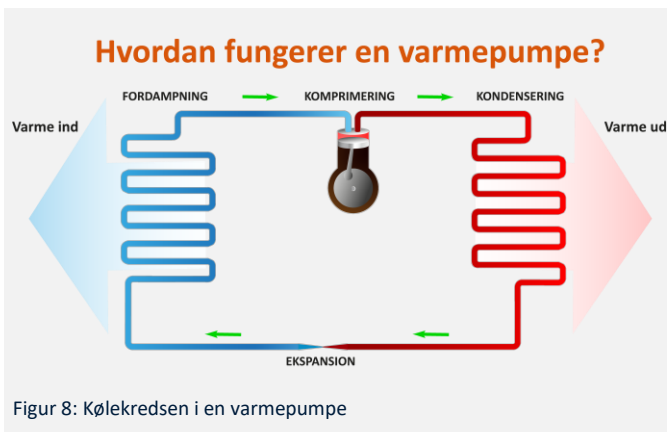 Hvordan fungerer en varmepumpe?
FORDAMPNING
KOMPRIMERING
KONDENSERING
Varme ind
Varme ud
EKSPANSION
Figur 8: Kølekredsen i en varmepumpe